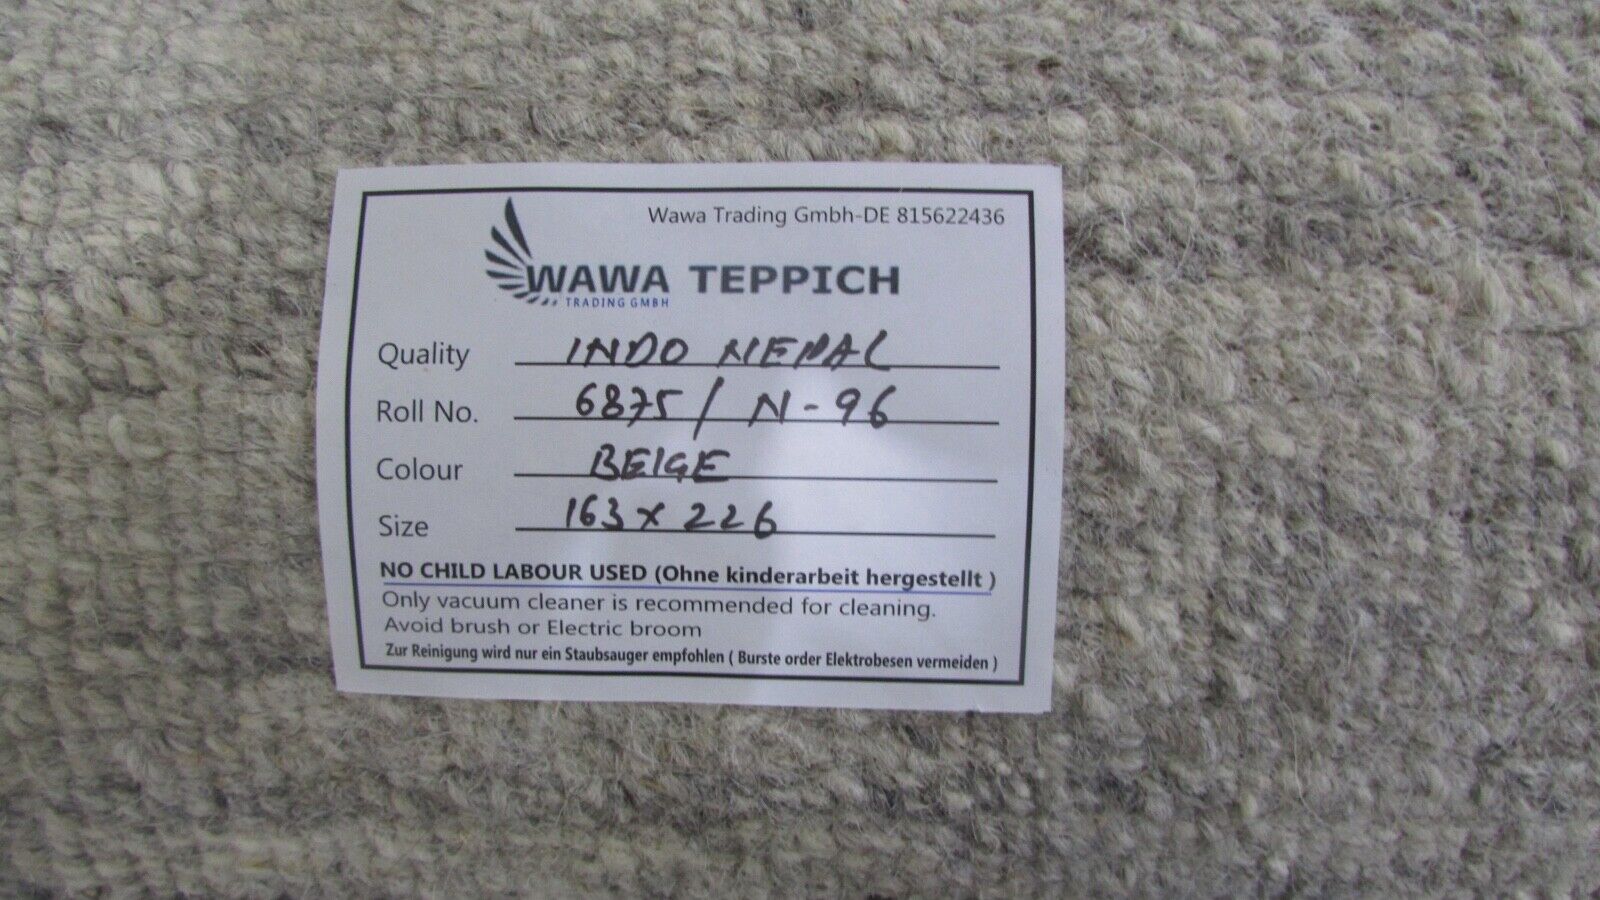 Wawa Trading Gmbh-DE 815622436
WAWA TEPPICH
TRADING GMBH
Quality INDO NEPAL
Roll No. 6875 / N-96
Colour BEIGE
Size 163 x 226
NO CHILD LABOUR USED (Ohne kinderarbeit hergestellt )
Only vacuum cleaner is recommended for cleaning.
Avoid brush or Electric broom
Zur Reinigung wird nur ein Staubsauger empfohlen ( Burste order Elektrobesen vermeiden )